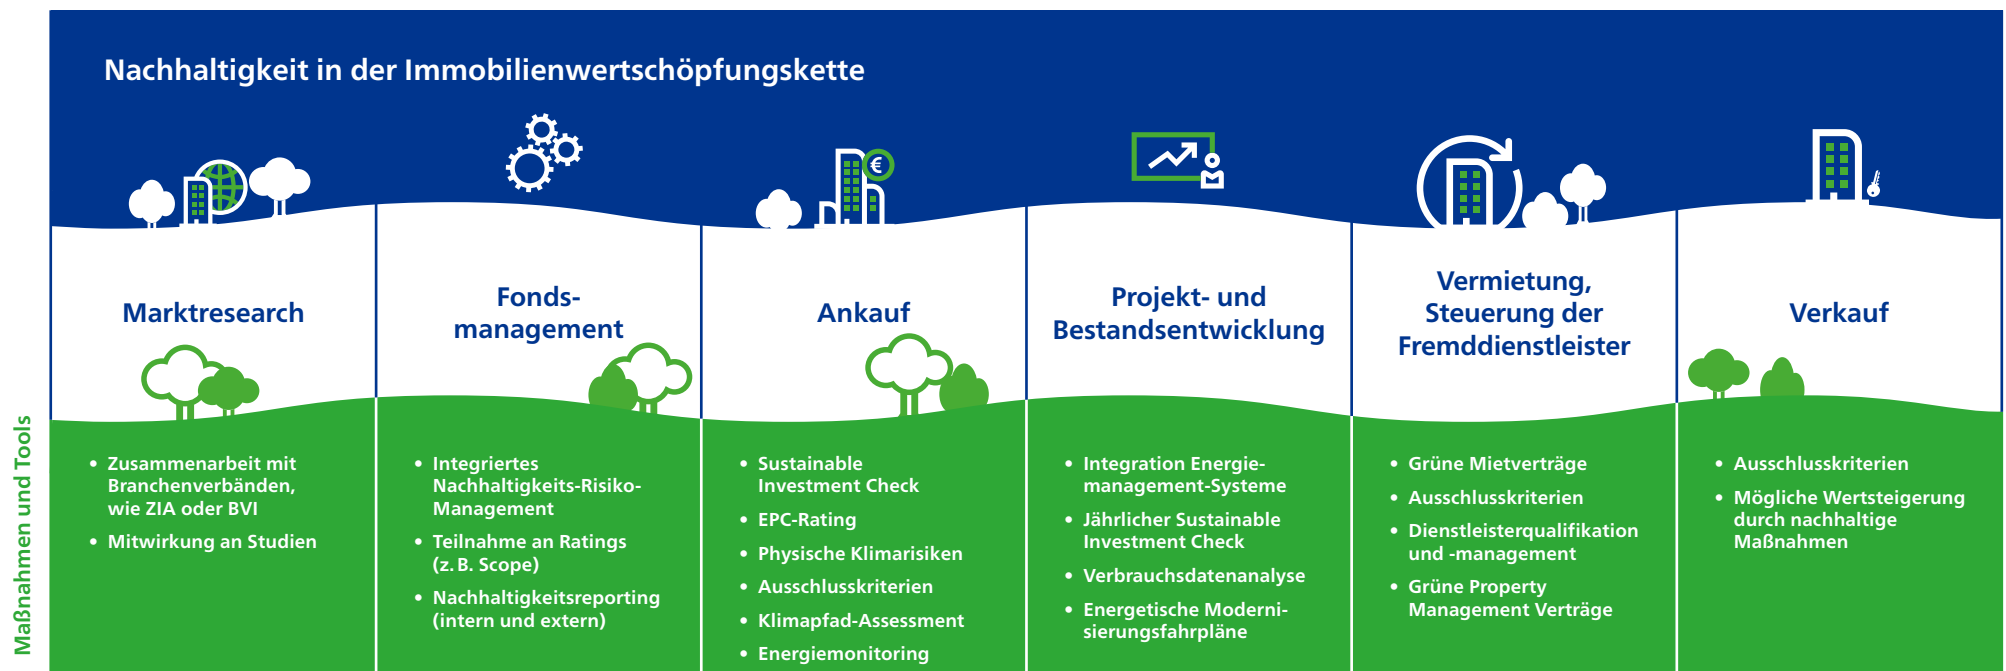 Nachhaltigkeit in der Immobilienwertschöpfungskette
€
Marktresearch
Fonds-
management
Ankauf
Projekt- und
Bestandsentwicklung
Vermietung,
Steuerung der
Fremddienstleister
Verkauf
Maßnahmen und Tools
• Zusammenarbeit mit
Branchenverbänden,
wie ZIA oder BVI
• Mitwirkung an Studien
• Integriertes
Nachhaltigkeits-Risiko-
Management
• Teilnahme an Ratings
(z. B. Scope)
• Nachhaltigkeitsreporting
(intern und extern)
• Sustainable
Investment Check
• EPC-Rating
• Physische Klimarisiken
• Ausschlusskriterien
• Klimapfad-Assessment
• Energiemonitoring
• Integration Energie-
management-Systeme
• Jährlicher Sustainable
Investment Check
• Verbrauchsdatenanalyse
• Energetische Moderni-
sierungsfahrpläne
• Grüne Mietverträge
• Ausschlusskriterien
• Dienstleisterqualifikation
und -management
• Grüne Property
Management Verträge
• Ausschlusskriterien
• Mögliche Wertsteigerung
durch nachhaltige
Maßnahmen